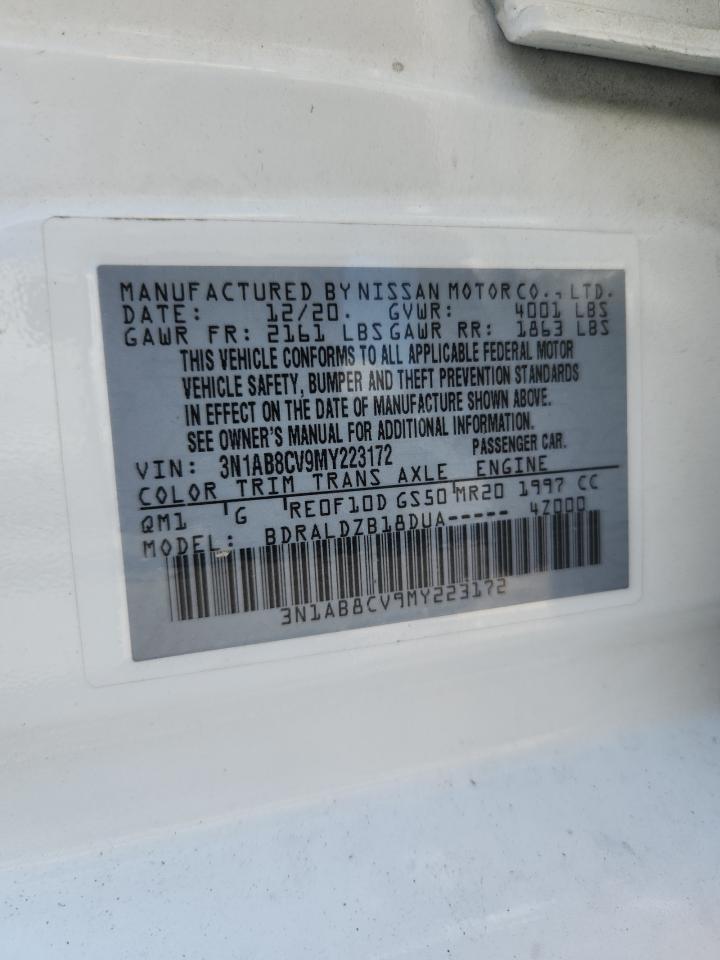 MANUFACTURED BY NISSAN MOTOR CO., LTD.
DATE: 12/20. GVWR: 4001 LBS
GAWR FR: 2161 LBS GAWR RR: 1863 LBS
THIS VEHICLE CONFORMS TO ALL APPLICABLE FEDERAL MOTOR
VEHICLE SAFETY, BUMPER AND THEFT PREVENTION STANDARDS
IN EFFECT ON THE DATE OF MANUFACTURE SHOWN ABOVE.
SEE OWNER'S MANUAL FOR ADDITIONAL INFORMATION.
VIN: 3N1AB8CV9MY223172 PASSENGER CAR.
COLOR TRIM TRANS AXLE ENGINE
QM1 G RE0F10D GS50 MR20 1997 CC
MODEL: BDRALDZB18DUA----- 47000
3N1AB8CV9MY223172